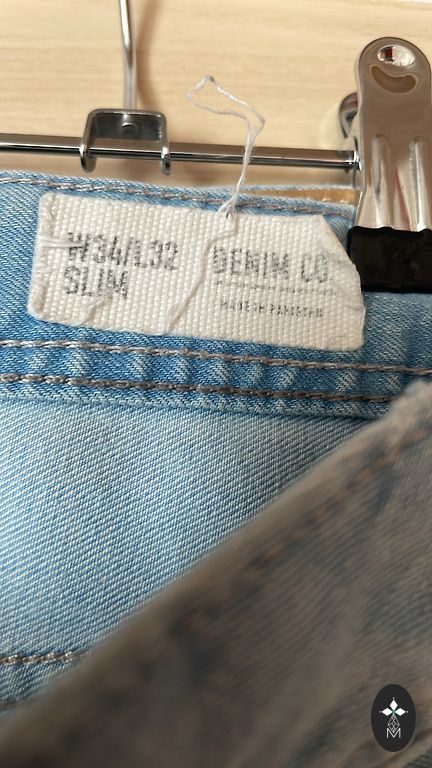 W34/L32
SLIM
DENIM CO.
MADE IN PAKISTAN
M